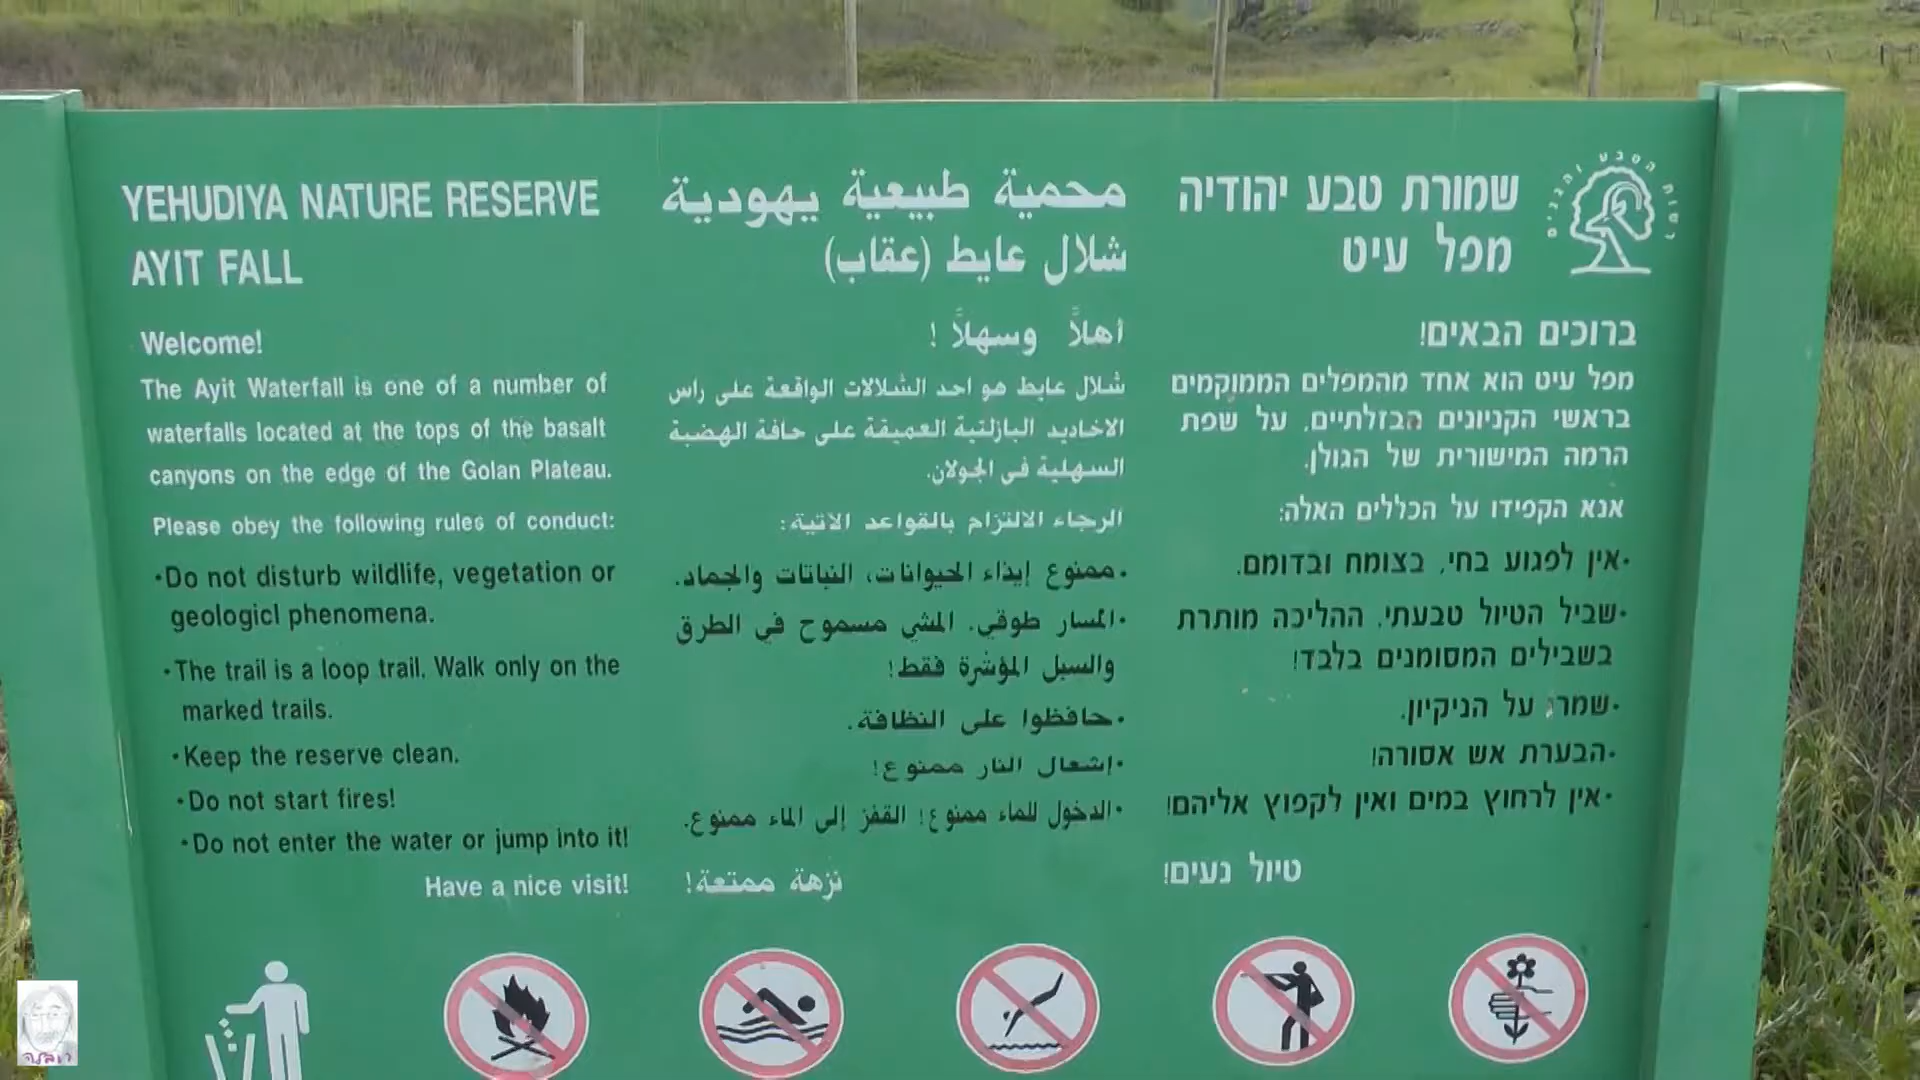 YEHUDIYA NATURE RESERVE
AYIT FALL
Welcome!
The Ayit Waterfall is one of a number of
waterfalls located at the tops of the basalt
canyons on the edge of the Golan Plateau.
Please obey the following rules of conduct:
•Do not disturb wildlife, vegetation or
geologicl phenomena.
•The trail is a loop trail. Walk only on the
marked trails.
•Keep the reserve clean.
•Do not start fires!
•Do not enter the water or jump into it!
Have a nice visit!
محمية طبيعية يهودية
شلال عايط (عقاب)
أهلاً وسهلاً !
شلال عايط هو احد الشلالات الواقعة على راس
الاخاديد البازلتية العميقة على حافة الهضبة
السهلية في الجولان.
الرجاء الالتزام بالقواعد الاتية:
•ممنوع إيذاء الحيوانات، النباتات والجماد.
•المسار طوقي. المشي مسموح في الطرق
والسبل المؤشرة فقط!
•حافظوا على النظافة.
•إشعال النار ممنوع!
•الدخول للماء ممنوع! القفز إلى الماء ممنوع.
نزهة ممتعة!
שמורת טבע יהודיה
מפל עיט
ברוכים הבאים!
מפל עיט הוא אחד מהמפלים הממוקמים
בראשי הקניונים הבזלתיים, על שפת
הרמה המישורית של הגולן.
אנא הקפידו על הכללים האלה:
•אין לפגוע בחי, בצומח ובדומם.
•שביל הטיול טבעתי. ההליכה מותרת
בשבילים המסומנים בלבד!
•שמרו על הניקיון.
•הבערת אש אסורה!
•אין לרחוץ במים ואין לקפוץ אליהם!
טיול נעים!
רשות הטבע והגנים